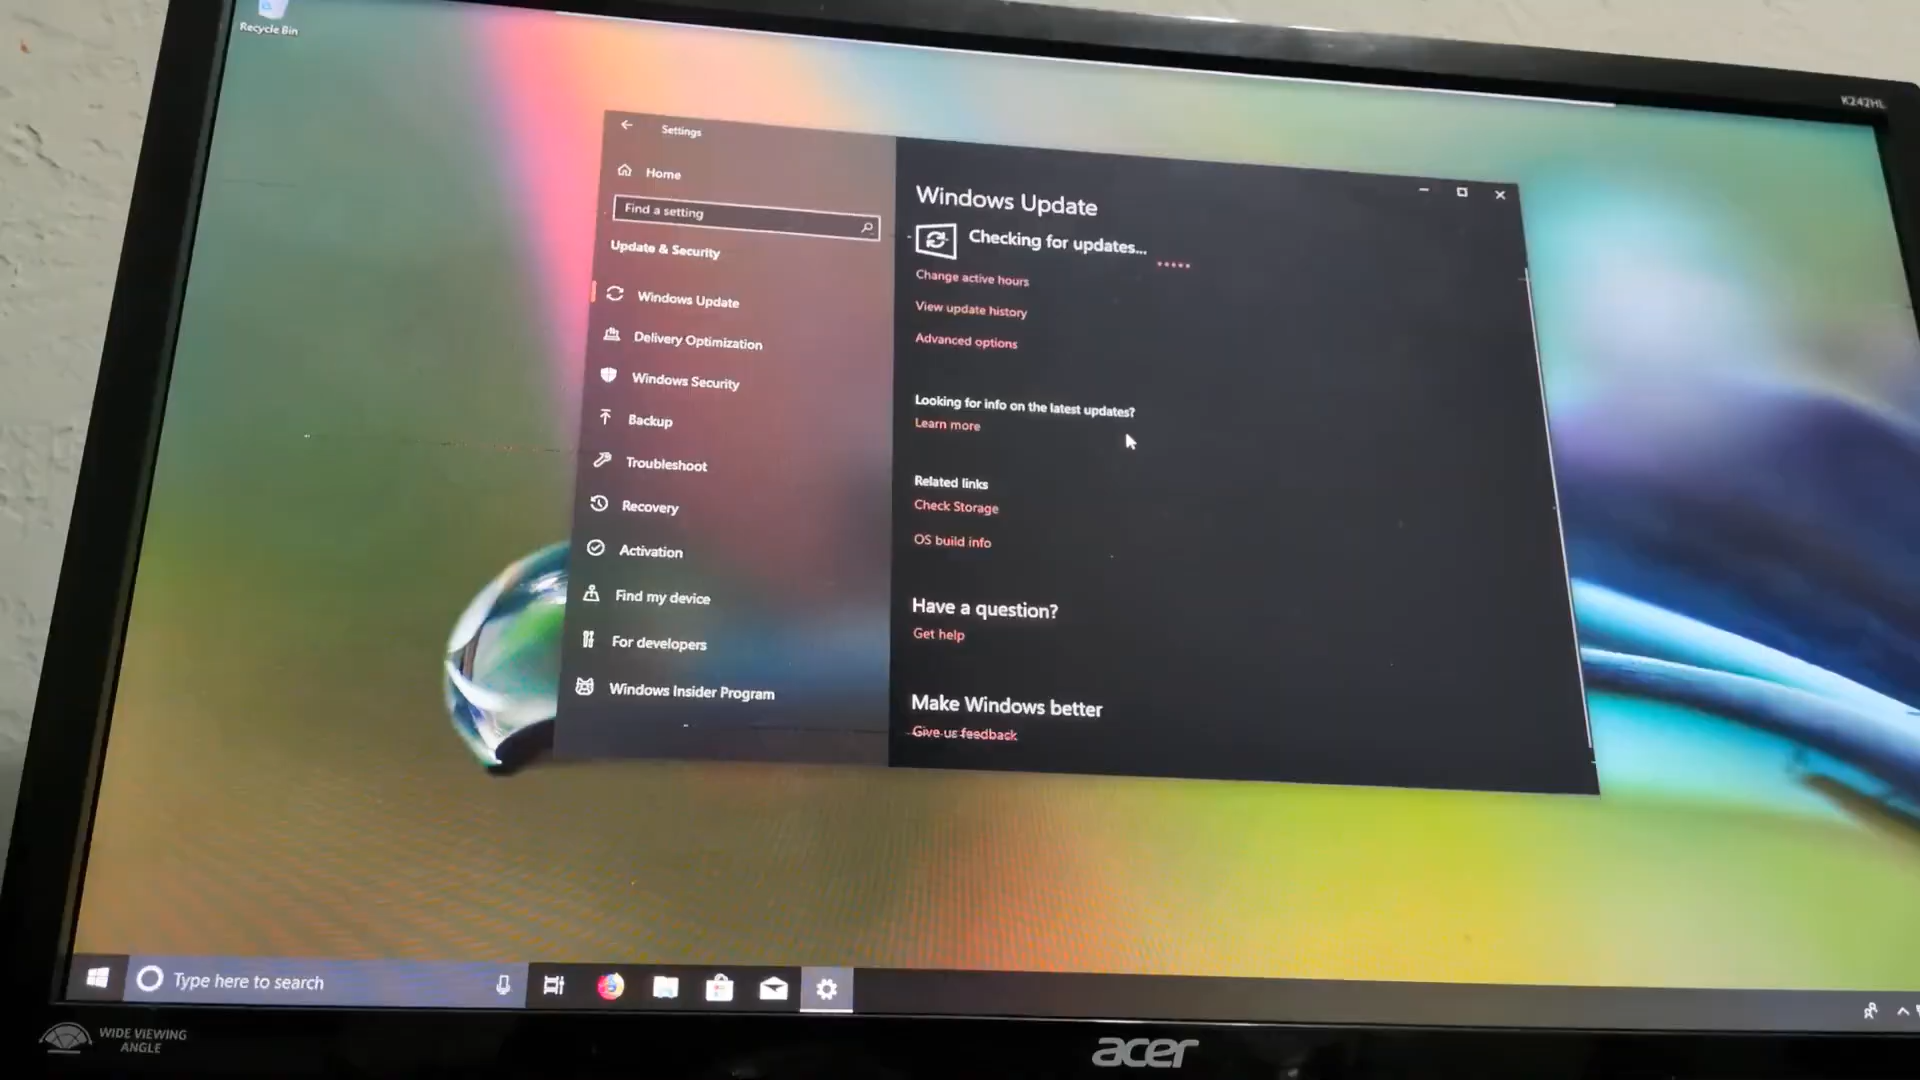 Recycle Bin
K242HL
Settings
Home
Find a setting
Update & Security
Windows Update
Delivery Optimization
Windows Security
Backup
Troubleshoot
Recovery
Activation
Find my device
For developers
Windows Insider Program
Windows Update
Checking for updates...
Change active hours
View update history
Advanced options
Looking for info on the latest updates?
Learn more
Related links
Check Storage
OS build info
Have a question?
Get help
Make Windows better
Give us feedback
Type here to search
WIDE VIEWING
ANGLE
acer